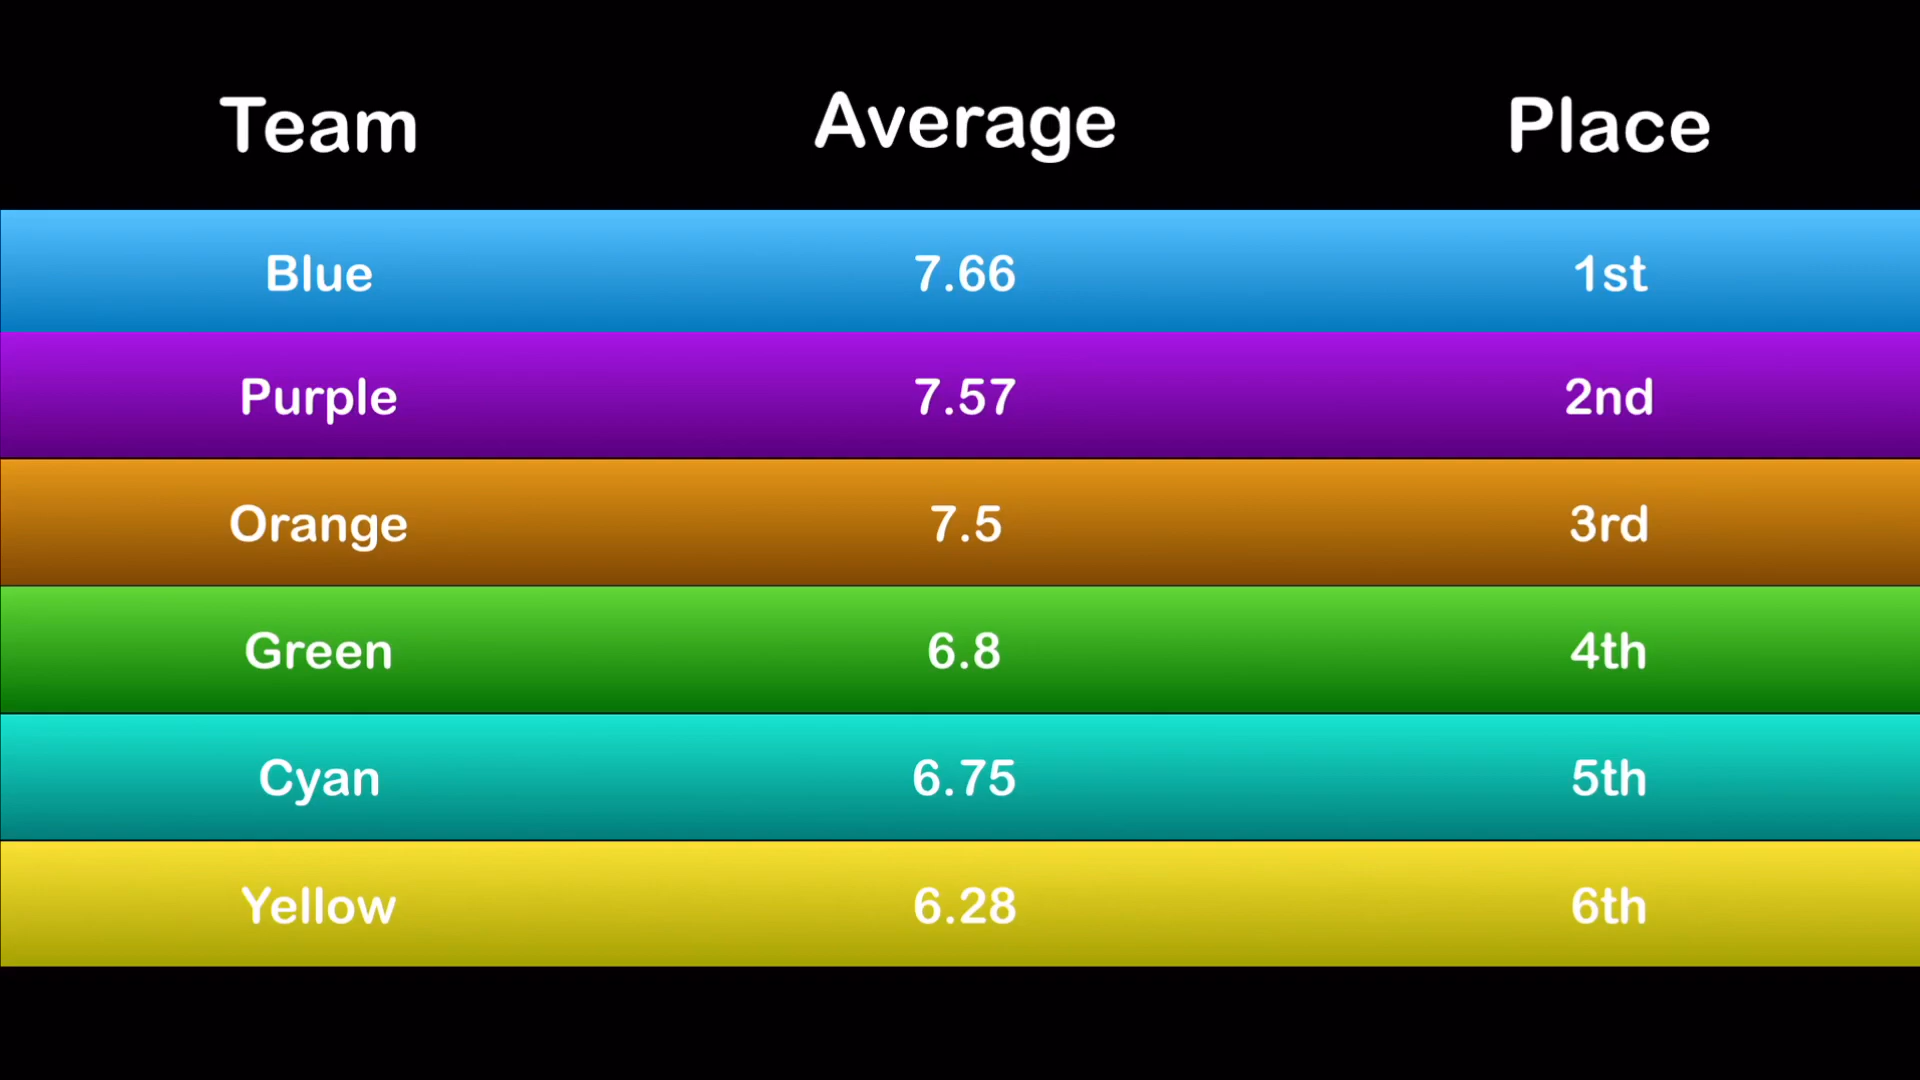 Team Average Place
Blue 7.66 1st
Purple 7.57 2nd
Orange 7.5 3rd
Green 6.8 4th
Cyan 6.75 5th
Yellow 6.28 6th